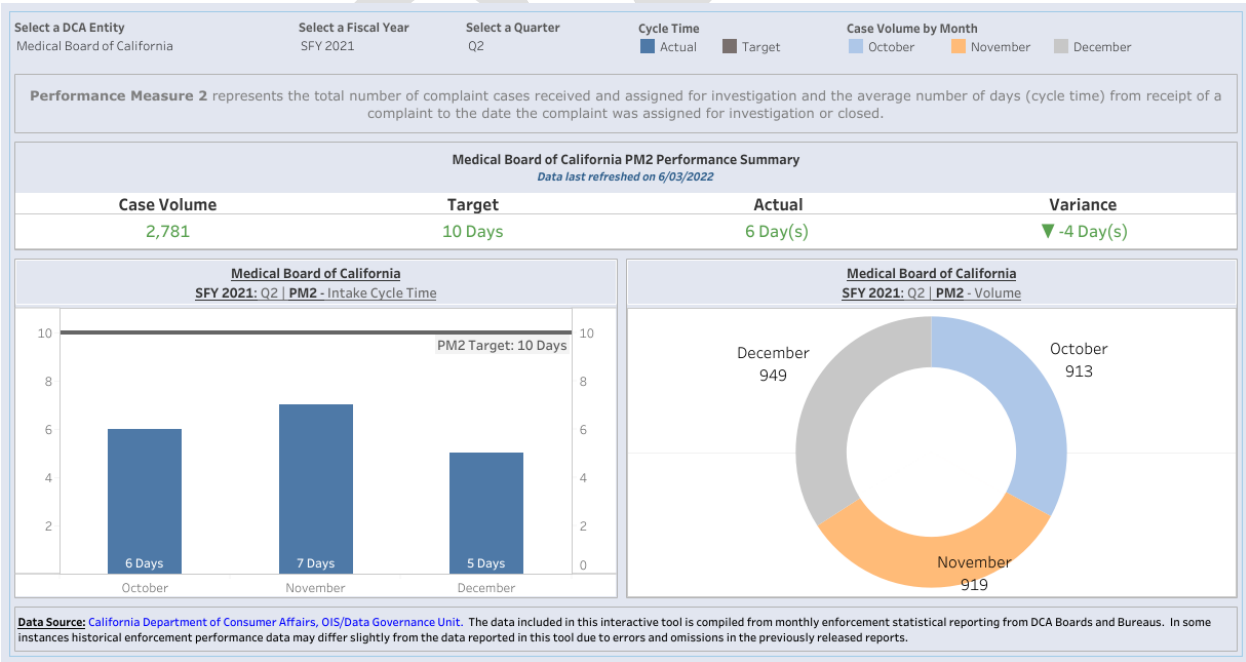 Select a DCA Entity Select a Fiscal Year Select a Quarter Cycle Time Case Volume by Month
Medical Board of California SFY 2021 Q2 Actual Target October November December
Performance Measure 2 represents the total number of complaint cases received and assigned for investigation and the average number of days (cycle time) from receipt of a
complaint to the date the complaint was assigned for investigation or closed.
Medical Board of California PM2 Performance Summary
Data last refreshed on 6/03/2022
Case Volume Target Actual Variance
2,781 10 Days 6 Day(s) ▼ -4 Day(s)
Medical Board of California
SFY 2021: Q2 | PM2 - Intake Cycle Time
10 10
PM2 Target: 10 Days
8 8
6 6
4 4
2 2
6 Days 7 Days 5 Days 0
October November December
Medical Board of California
SFY 2021: Q2 | PM2 - Volume
October
913
December
949
November
919
Data Source: California Department of Consumer Affairs, OIS/Data Governance Unit. The data included in this interactive tool is compiled from monthly enforcement statistical reporting from DCA Boards and Bureaus. In some
instances historical enforcement performance data may differ slightly from the data reported in this tool due to errors and omissions in the previously released reports.